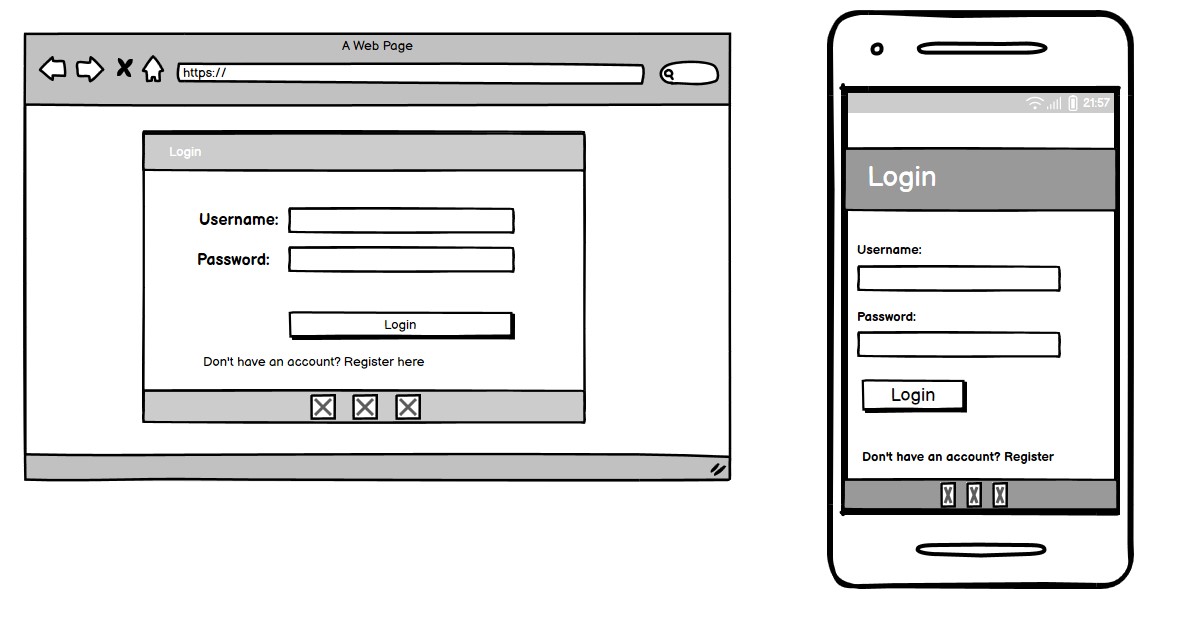 A Web Page
https://
Login
Username:
Password:
Login
Don't have an account? Register here
21:57
Login
Username:
Password:
Login
Don't have an account? Register